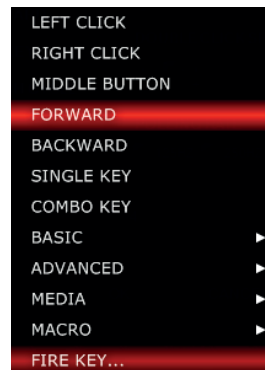 LEFT CLICK
RIGHT CLICK
MIDDLE BUTTON
FORWARD
BACKWARD
SINGLE KEY
COMBO KEY
BASIC
ADVANCED
MEDIA
MACRO
FIRE KEY...